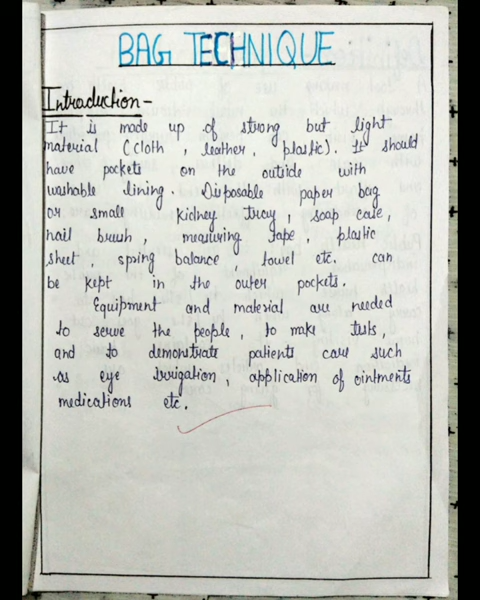 BAG TECHNIQUE
Introduction-
It is made up of strong but light
material (cloth, leather, plastic). It should
have pockets on the outside with
washable lining. Disposable paper bag
or small kidney tray, soap case,
nail brush, measuring tape, plastic
sheet, spring balance towel etc. can
be kept in the outer pockets.
Equipment and material are needed
to serve the people, to make tests,
and to demonstrate patients care such
as eye irrigation, application of ointments
medications etc.